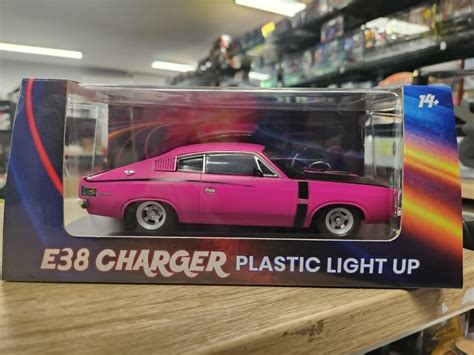 14+
E38 CHARGER PLASTIC LIGHT UP